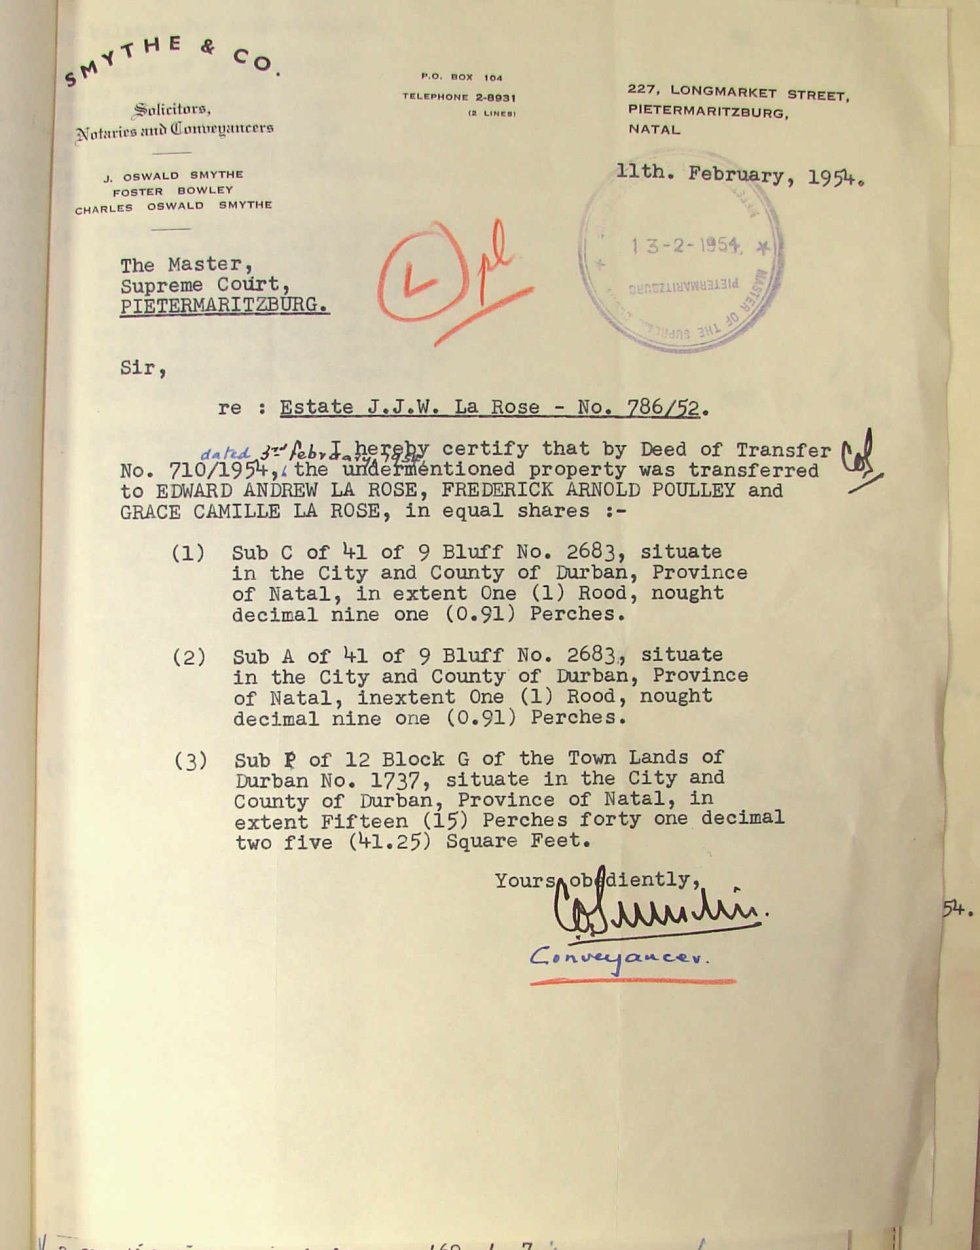 SMYTHE & CO.
Solicitors,
Notaries and Conveyancers
J. OSWALD SMYTHE
FOSTER BOWLEY
CHARLES OSWALD SMYTHE
P.O. BOX 104
TELEPHONE 2-8931
(2 LINES)
227, LONGMARKET STREET,
PIETERMARITZBURG,
NATAL
11th. February, 1954.
13-2-1954
PIETERMARITZBURG
MASTER OF THE SUPREME COURT
The Master,
Supreme Court,
PIETERMARITZBURG.
L
Sir,
re : Estate J.J.W. La Rose - No. 786/52.
I hereby certify that by Deed of Transfer
dated 3rd February 1954
No. 710/1954, the undermentioned property was transferred
to EDWARD ANDREW LA ROSE, FREDERICK ARNOLD POULLEY and
GRACE CAMILLE LA ROSE, in equal shares :-
(1) Sub C of 41 of 9 Bluff No. 2683, situate
in the City and County of Durban, Province
of Natal, in extent One (1) Rood, nought
decimal nine one (0.91) Perches.
(2) Sub A of 41 of 9 Bluff No. 2683, situate
in the City and County of Durban, Province
of Natal, inextent One (1) Rood, nought
decimal nine one (0.91) Perches.
(3) Sub P of 12 Block G of the Town Lands of
Durban No. 1737, situate in the City and
County of Durban, Province of Natal, in
extent Fifteen (15) Perches forty one decimal
two five (41.25) Square Feet.
Yours obediently,
Conveyancer.
54.